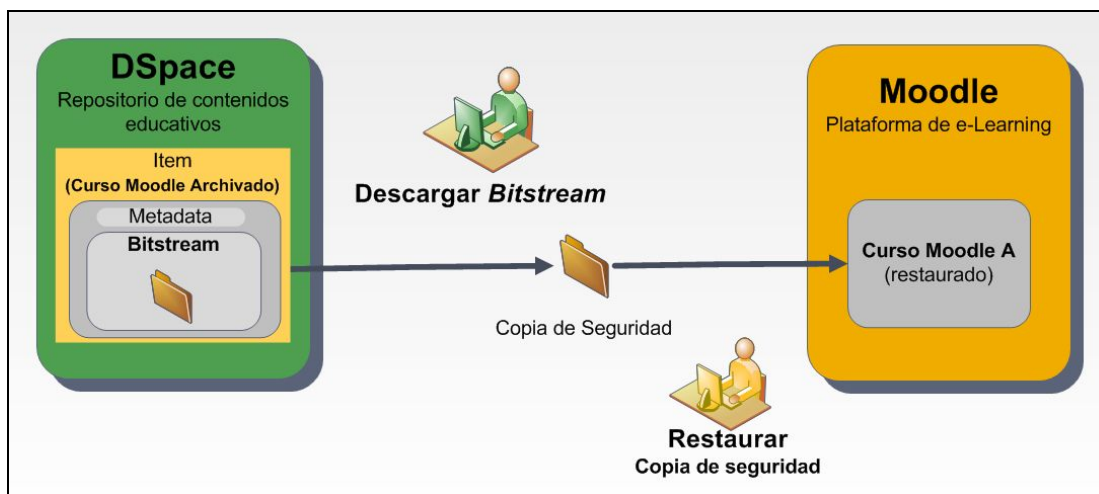 DSpace
Repositorio de contenidos
educativos
Item
(Curso Moodle Archivado)
Metadata
Bitstream
Descargar Bitstream
Copia de Seguridad
Restaurar
Copia de seguridad
Moodle
Plataforma de e-Learning
Curso Moodle A
(restaurado)